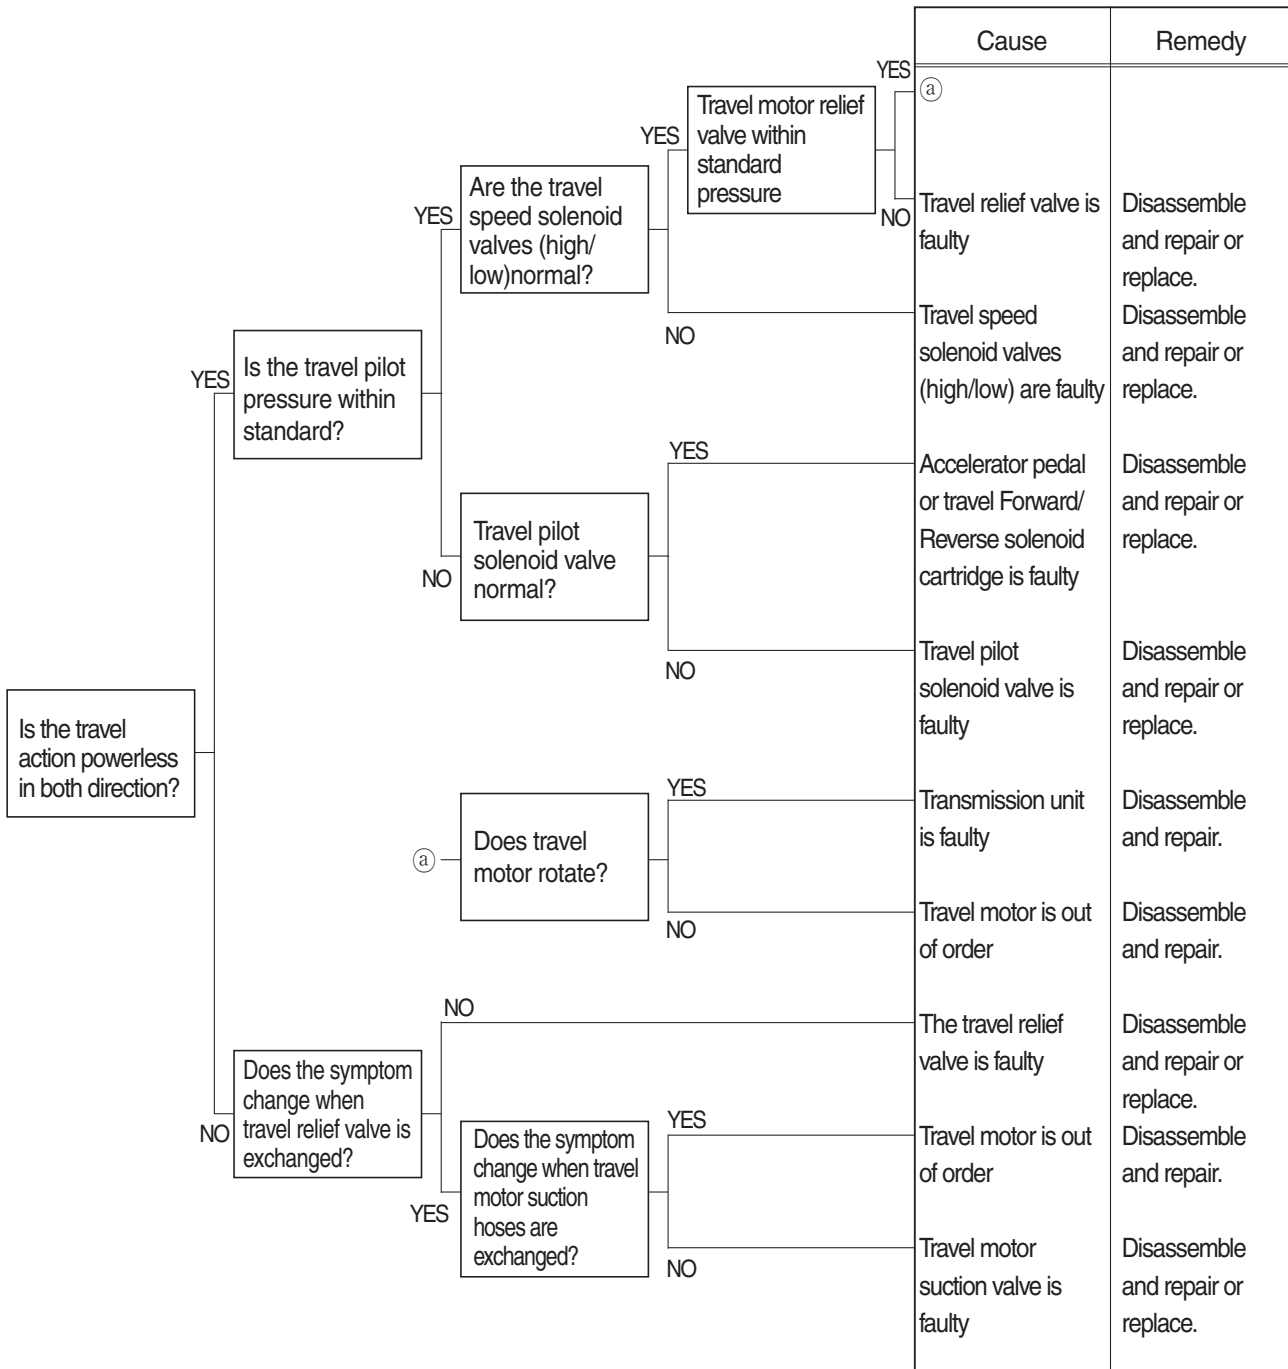 Cause
Remedy
YES
ⓐ
Travel motor relief
valve within
standard
pressure
YES
NO
Travel relief valve is
faulty
Disassemble
and repair or
replace.
Are the travel
speed solenoid
valves (high/
low)normal?
YES
NO
Travel speed
solenoid valves
(high/low) are faulty
Disassemble
and repair or
replace.
Is the travel pilot
pressure within
standard?
YES
YES
Accelerator pedal
or travel Forward/
Reverse solenoid
cartridge is faulty
Disassemble
and repair or
replace.
Travel pilot
solenoid valve
normal?
NO
NO
Travel pilot
solenoid valve is
faulty
Disassemble
and repair or
replace.
Is the travel
action powerless
in both direction?
YES
Transmission unit
is faulty
Disassemble
and repair.
ⓐ
Does travel
motor rotate?
NO
Travel motor is out
of order
Disassemble
and repair.
NO
The travel relief
valve is faulty
Disassemble
and repair or
replace.
Does the symptom
change when
travel relief valve is
exchanged?
NO
YES
YES
Travel motor is out
of order
Disassemble
and repair.
Does the symptom
change when travel
motor suction
hoses are
exchanged?
NO
Travel motor
suction valve is
faulty
Disassemble
and repair or
replace.